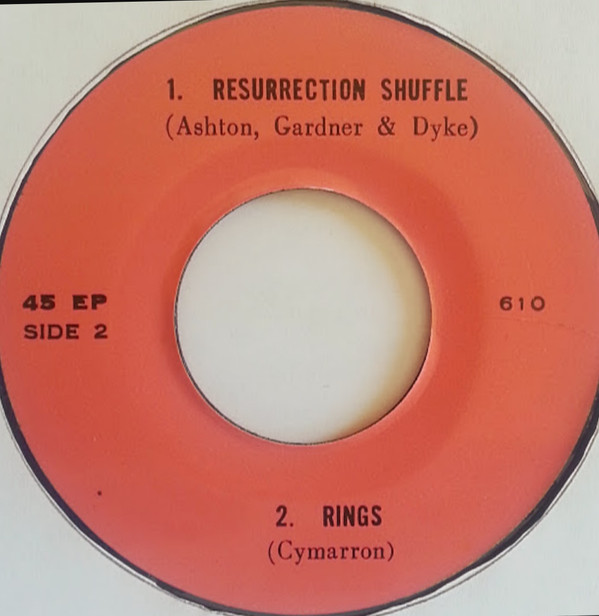 1. RESURRECTION SHUFFLE
(Ashton, Gardner & Dyke)
45 EP
SIDE 2
610
2. RINGS
(Cymarron)